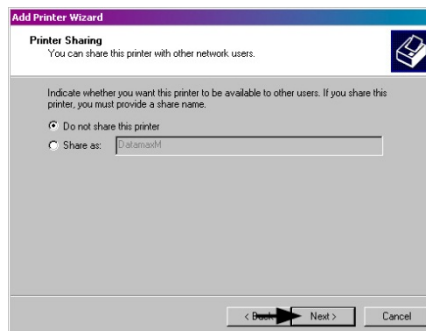 Add Printer Wizard
Printer Sharing
You can share this printer with other network users.
Indicate whether you want this printer to be available to other users. If you share this
printer, you must provide a share name.
Do not share this printer
Share as: DatamaxM
< Back Next > Cancel